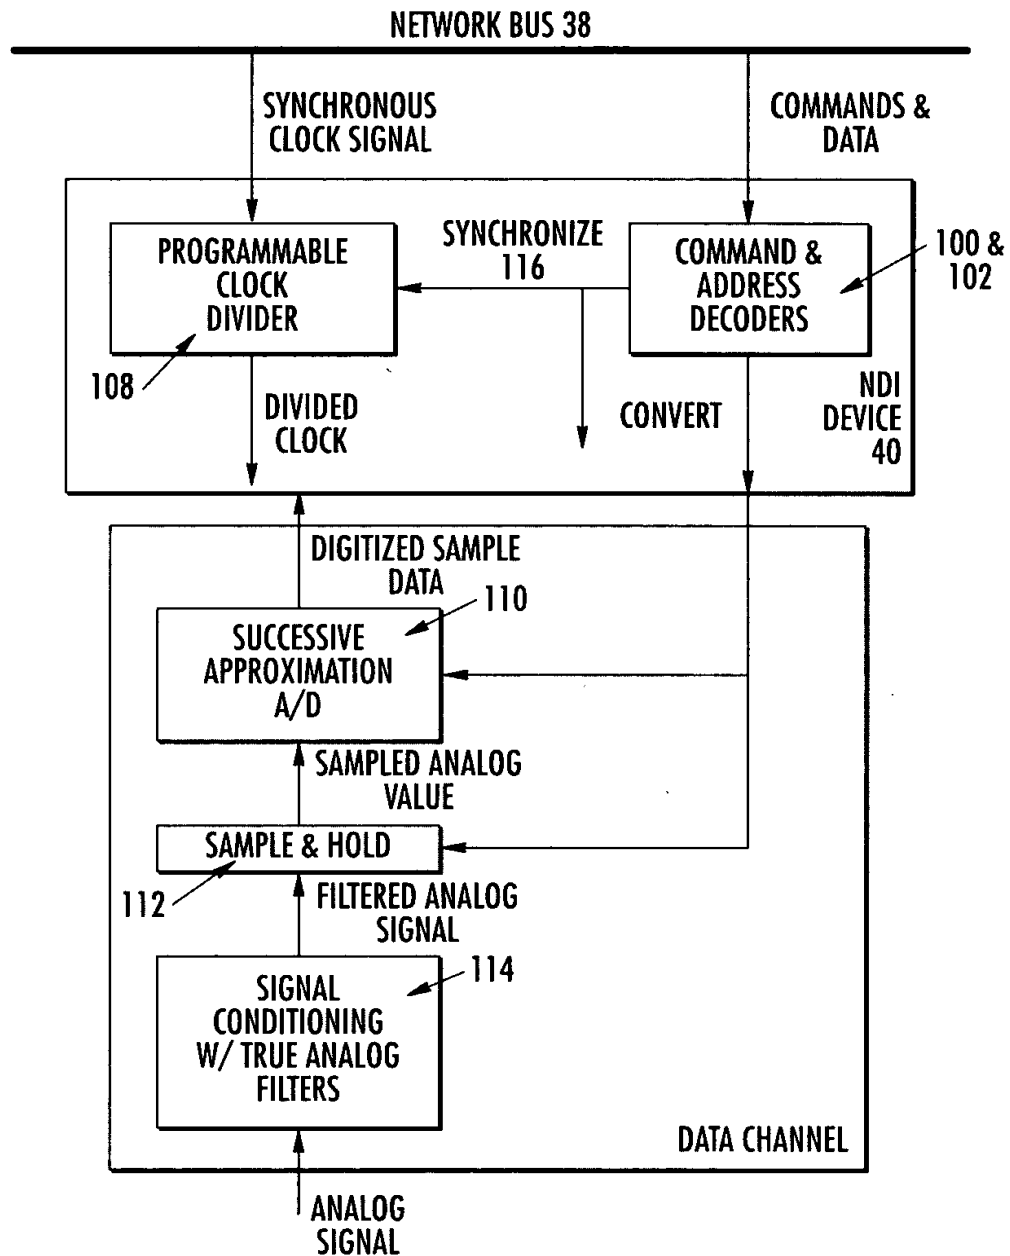 NETWORK BUS 38
SYNCHRONOUS
CLOCK SIGNAL
COMMANDS &
DATA
PROGRAMMABLE
CLOCK
DIVIDER
SYNCHRONIZE
116
COMMAND &
ADDRESS
DECODERS
100 &
102
108
DIVIDED
CLOCK
CONVERT
NDI
DEVICE
40
DIGITIZED SAMPLE
DATA
110
SUCCESSIVE
APPROXIMATION
A/D
SAMPLED ANALOG
VALUE
SAMPLE & HOLD
112
FILTERED ANALOG
SIGNAL
114
SIGNAL
CONDITIONING
W/ TRUE ANALOG
FILTERS
DATA CHANNEL
ANALOG
SIGNAL